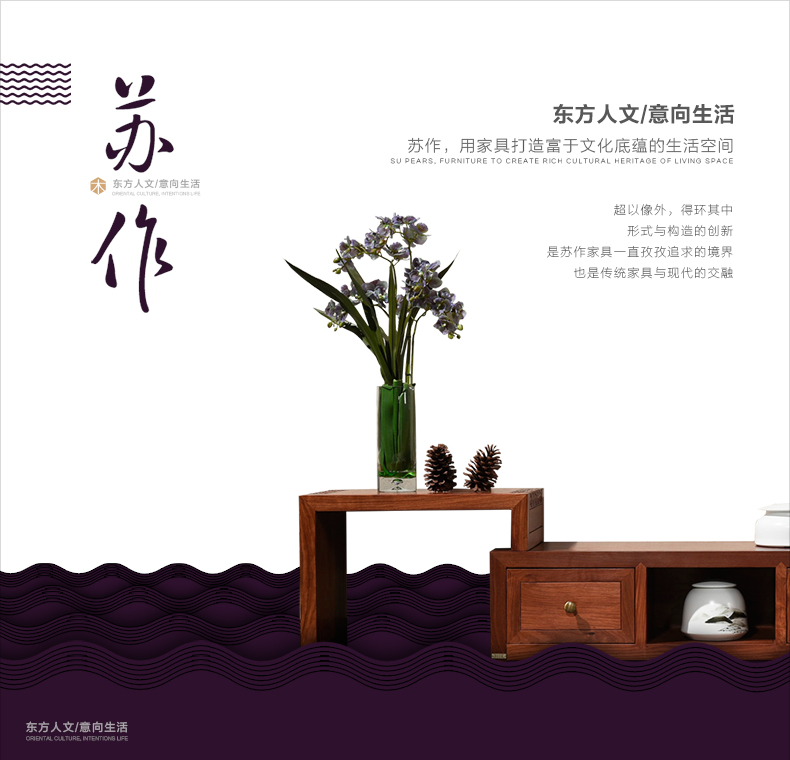 苏作
木
东方人文/意向生活
ORIENTAL CULTURE, INTENTIONS LIFE
东方人文/意向生活
苏作，用家具打造富于文化底蕴的生活空间
SU PEARS, FURNITURE TO CREATE RICH CULTURAL HERITAGE OF LIVING SPACE
超以像外，得环其中
形式与构造的创新
是苏作家具一直孜孜追求的境界
也是传统家具与现代的交融
东方人文/意向生活
ORIENTAL CULTURE, INTENTIONS LIFE